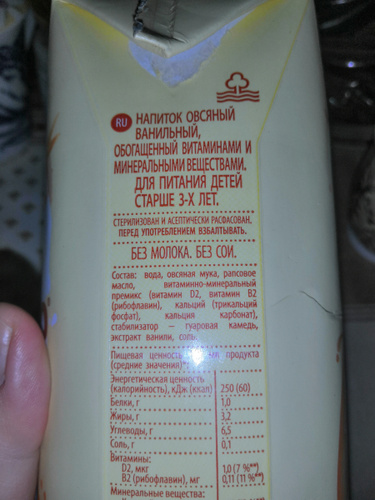 RU НАПИТОК ОВСЯНЫЙ
ВАНИЛЬНЫЙ,
ОБОГАЩЕННЫЙ ВИТАМИНАМИ И
МИНЕРАЛЬНЫМИ ВЕЩЕСТВАМИ.
ДЛЯ ПИТАНИЯ ДЕТЕЙ
СТАРШЕ 3-Х ЛЕТ.
СТЕРИЛИЗОВАН И АСЕПТИЧЕСКИ РАСФАСОВАН.
ПЕРЕД УПОТРЕБЛЕНИЕМ ВЗБАЛТЫВАТЬ.
БЕЗ МОЛОКА. БЕЗ СОИ.
Состав: вода, овсяная мука, рапсовое
масло, витаминно-минеральный
премикс (витамин D2, витамин B2
(рибофлавин), кальций (трикальций
фосфат), кальция карбонат),
стабилизатор – гуаровая камедь,
экстракт ванили, соль.
Пищевая ценность продукта
(средние значения)*:
Энергетическая ценность
(калорийность), кДж (ккал) 250 (60)
Белки, г 1,0
Жиры, г 3,2
Углеводы, г 6,5
Соль, г 0,1
Витамины:
D2, мкг 1,0 (7 %**)
B2 (рибофлавин), мг 0,11 (11 %**)
Минеральные вещества: